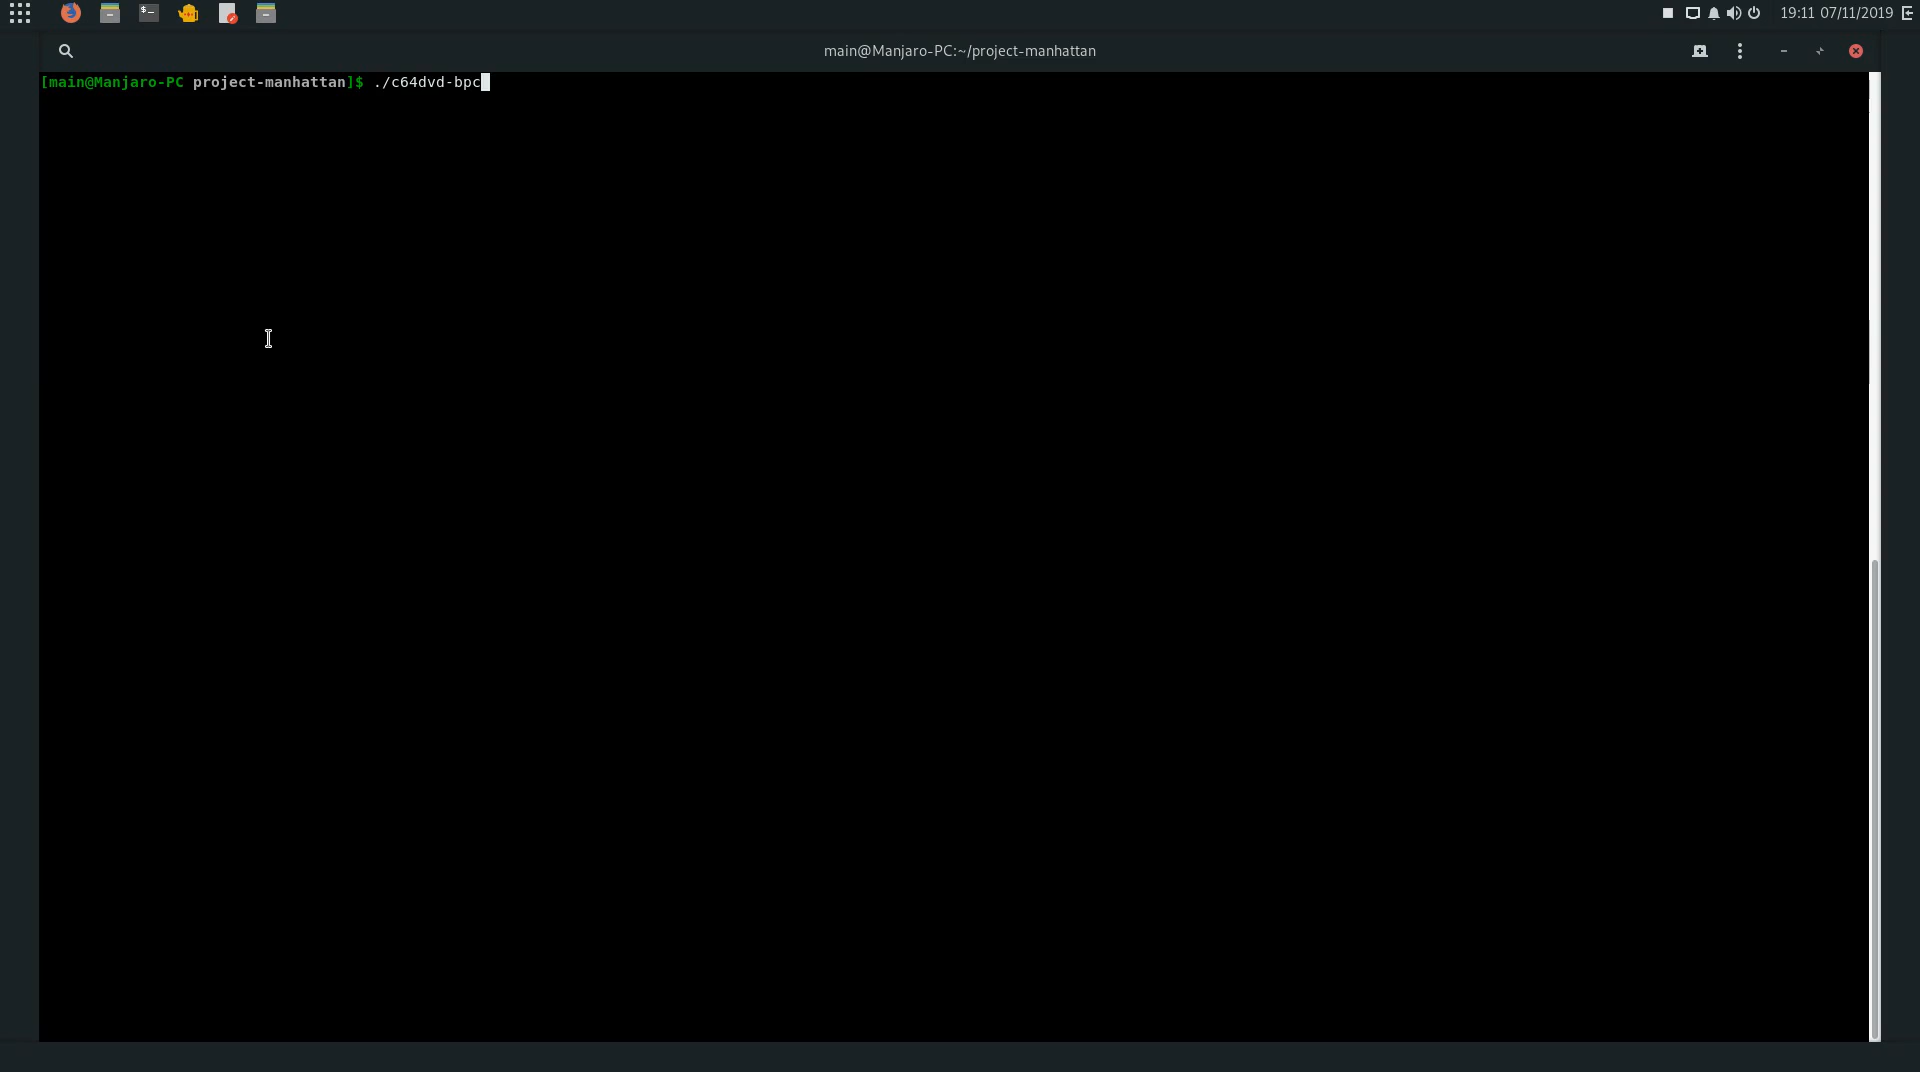 19:11 07/11/2019
main@Manjaro-PC:~/project-manhattan
[main@Manjaro-PC project-manhattan]$ ./c64dvd-bpc